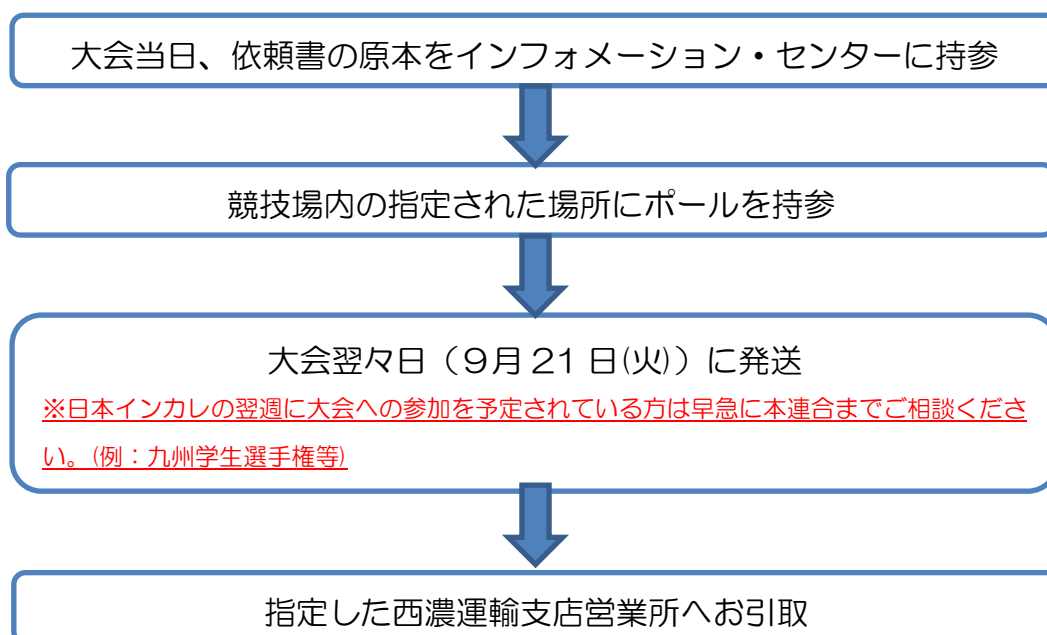 大会当日、依頼書の原本をインフォメーション・センターに持参
競技場内の指定された場所にポールを持参
大会翌々日（９月 21 日(火)）に発送
※日本インカレの翌週に大会への参加を予定されている方は早急に本連合までご相談くださ
い。(例：九州学生選手権等)
指定した西濃運輸支店営業所へお引取